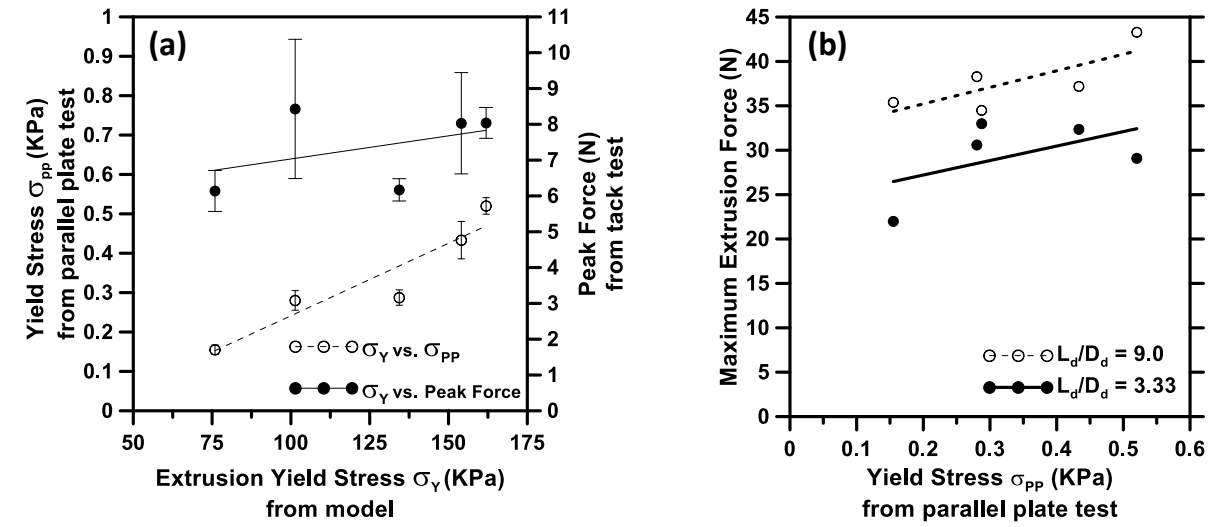 (a)
1
0.9
0.8
0.7
0.6
0.5
0.4
0.3
0.2
0.1
0
Yield Stress σpp (KPa)
from parallel plate test
11
10
9
8
7
6
5
4
3
2
1
0
Peak Force (N)
from tack test
σY vs. σPP
σY vs. Peak Force
50 75 100 125 150 175
Extrusion Yield Stress σY (KPa)
from model
(b)
45
40
35
30
25
20
15
10
5
0
Maximum Extrusion Force (N)
Ld/Dd = 9.0
Ld/Dd = 3.33
0 0.1 0.2 0.3 0.4 0.5 0.6
Yield Stress σPP (KPa)
from parallel plate test